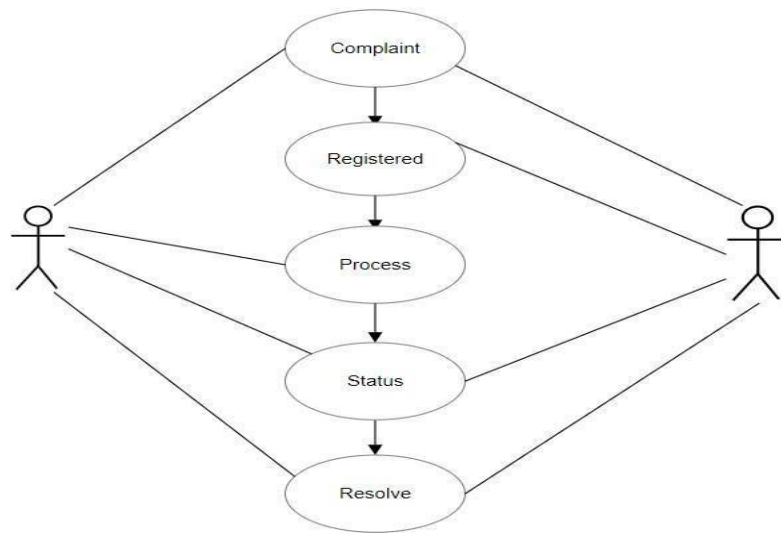 Complaint
Registered
Process
Status
Resolve